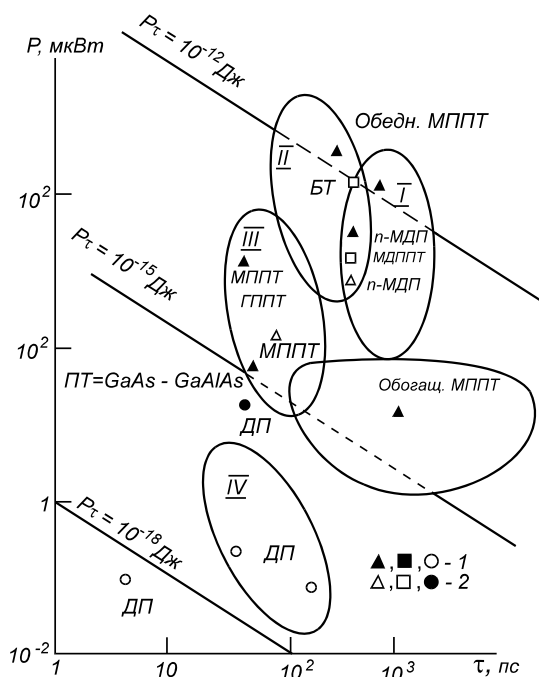 P, мкВт
Pτ = 10⁻¹² Дж
Обедн. МППТ
II
I
БТ
10²
n-МДП
МДППТ
n-МДП
III
МППТ
ГППТ
Pτ = 10⁻¹⁵ Дж
10²
МППТ
ПТ=GaAs - GaAlAs
Обогащ. МППТ
ДП
IV
1
ДП
Pτ = 10⁻¹⁸ Дж
▲,■,○ - 1
△,□,● - 2
ДП
10⁻²
1
10
10²
10³
τ, пс